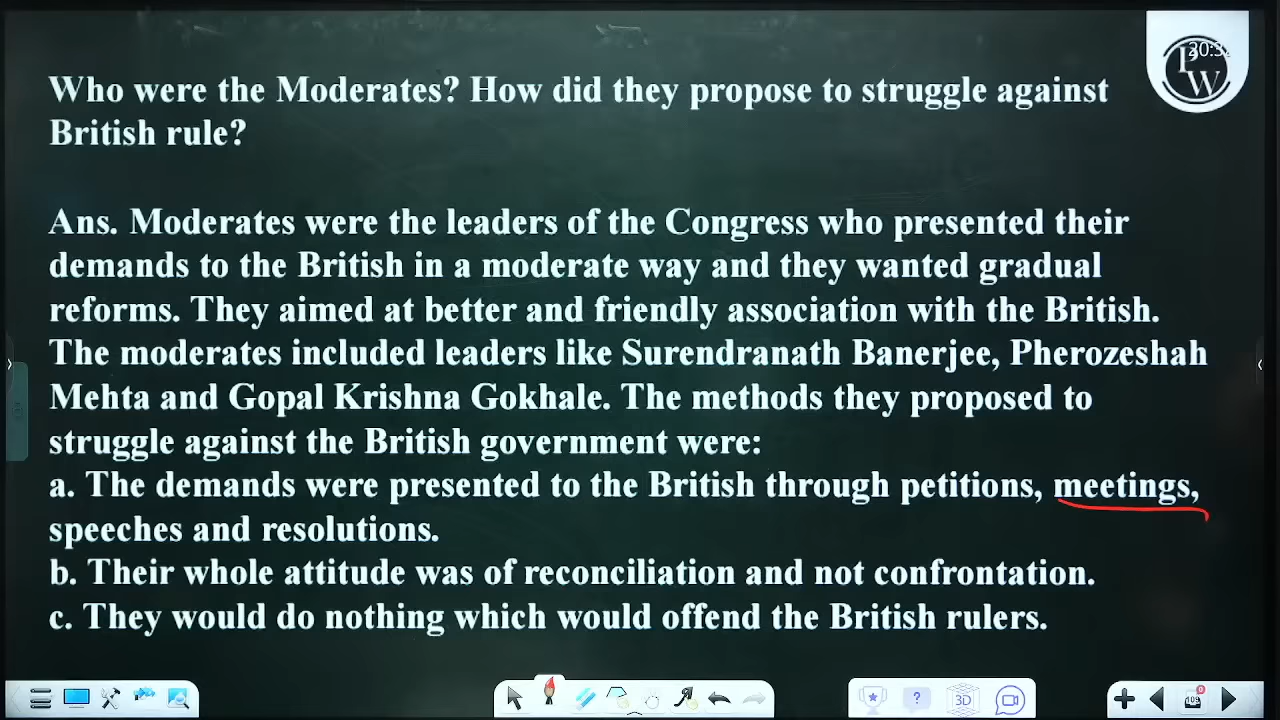 20:3
PW
Who were the Moderates? How did they propose to struggle against
British rule?
Ans. Moderates were the leaders of the Congress who presented their
demands to the British in a moderate way and they wanted gradual
reforms. They aimed at better and friendly association with the British.
The moderates included leaders like Surendranath Banerjee, Pherozeshah
Mehta and Gopal Krishna Gokhale. The methods they proposed to
struggle against the British government were:
a. The demands were presented to the British through petitions, meetings,
speeches and resolutions.
b. Their whole attitude was of reconciliation and not confrontation.
c. They would do nothing which would offend the British rulers.
3D